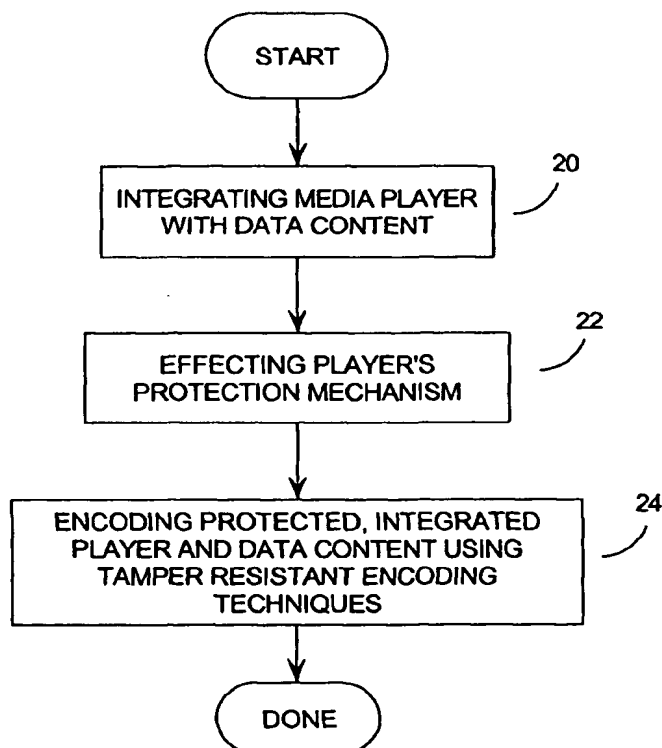 START
INTEGRATING MEDIA PLAYER
WITH DATA CONTENT
20
EFFECTING PLAYER'S
PROTECTION MECHANISM
22
ENCODING PROTECTED, INTEGRATED
PLAYER AND DATA CONTENT USING
TAMPER RESISTANT ENCODING
TECHNIQUES
24
DONE